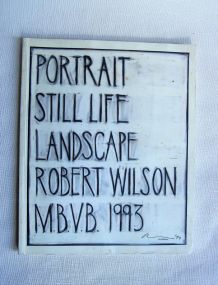 PORTRAIT
STILL LIFE
LANDSCAPE
ROBERT WILSON
M.B.V.B. 1993